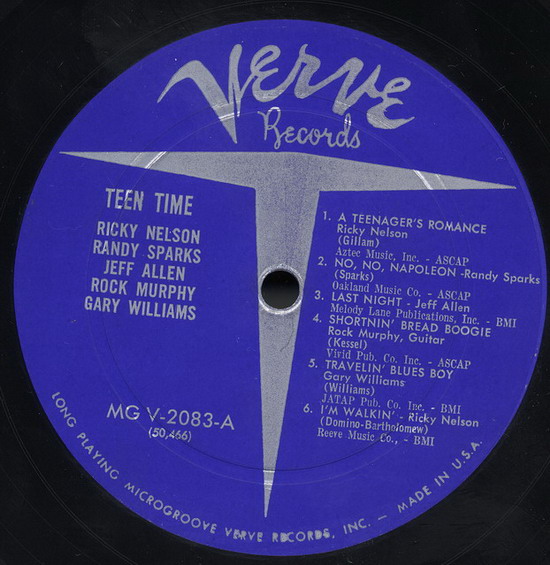 VERVE
Records
TEEN TIME
RICKY NELSON
RANDY SPARKS
JEFF ALLEN
ROCK MURPHY
GARY WILLIAMS
MG V-2083-A
(50,466)
1. A TEENAGER'S ROMANCE
Ricky Nelson
(Gillam)
Aztec Music, Inc. - ASCAP
2. NO, NO, NAPOLEON -Randy Sparks
(Sparks)
Oakland Music Co. - ASCAP
3. LAST NIGHT - Jeff Allen
Melody Lane Publications, Inc. - BMI
4. SHORTNIN' BREAD BOOGIE
Rock Murphy, Guitar
(Kessel)
Vivid Pub. Co. Inc. - ASCAP
5. TRAVELIN' BLUES BOY
Gary Williams
(Williams)
JATAP Pub. Co. Inc. - BMI
6. I'M WALKIN' - Ricky Nelson
(Domino-Bartholomew)
Reeve Music Co., - BMI
LONG PLAYING MICROGROOVE VERVE RECORDS, INC. — MADE IN U.S.A.